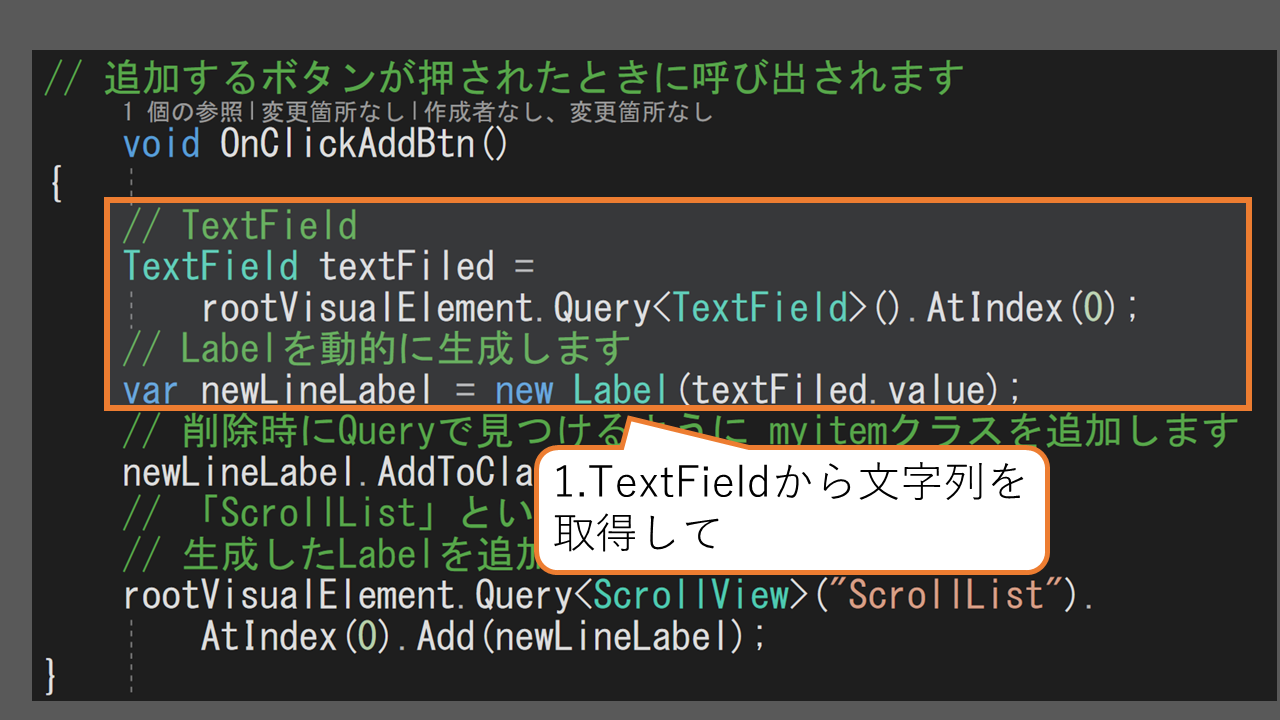 // 追加するボタンが押されたときに呼び出されます
1 個の参照|変更箇所なし|作成者なし、変更箇所なし
void OnClickAddBtn()
{
// TextField
TextField textFiled =
rootVisualElement.Query<TextField>().AtIndex(0);
// Labelを動的に生成します
var newLineLabel = new Label(textFiled.value);
// 削除時にQueryで見つけるように myitemクラスを追加します
newLineLabel.AddToCla
1.TextFieldから文字列を
取得して
// 「ScrollList」とい
// 生成したLabelを追加
rootVisualElement.Query<ScrollView>("ScrollList").
AtIndex(0).Add(newLineLabel);
}